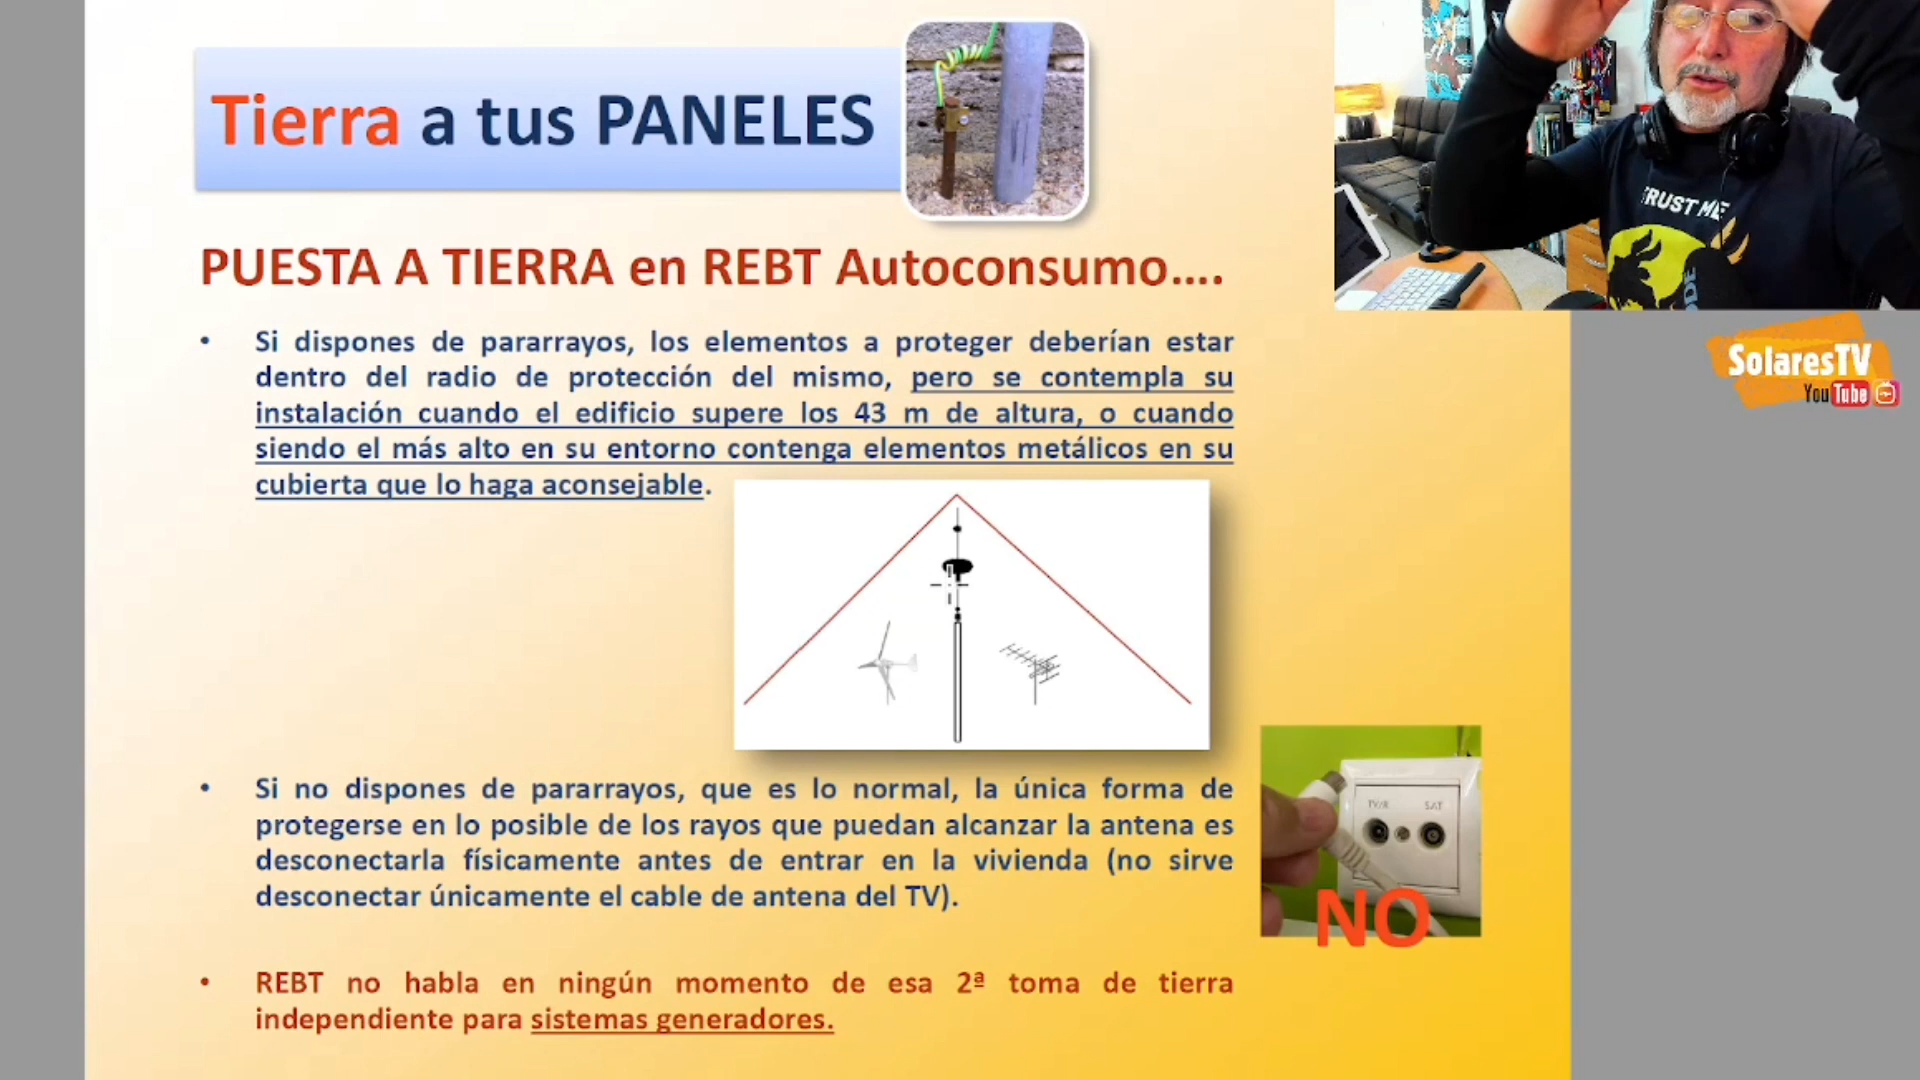 Tierra a tus PANELES
PUESTA A TIERRA en REBT Autoconsumo....
• Si dispones de pararrayos, los elementos a proteger deberían estar
dentro del radio de protección del mismo, pero se contempla su
instalación cuando el edificio supere los 43 m de altura, o cuando
siendo el más alto en su entorno contenga elementos metálicos en su
cubierta que lo haga aconsejable.
• Si no dispones de pararrayos, que es lo normal, la única forma de
protegerse en lo posible de los rayos que puedan alcanzar la antena es
desconectarla físicamente antes de entrar en la vivienda (no sirve
desconectar únicamente el cable de antena del TV).
TV/R SAT
NO
• REBT no habla en ningún momento de esa 2ª toma de tierra
independiente para sistemas generadores.
TRUST ME
SolaresTV
YouTube